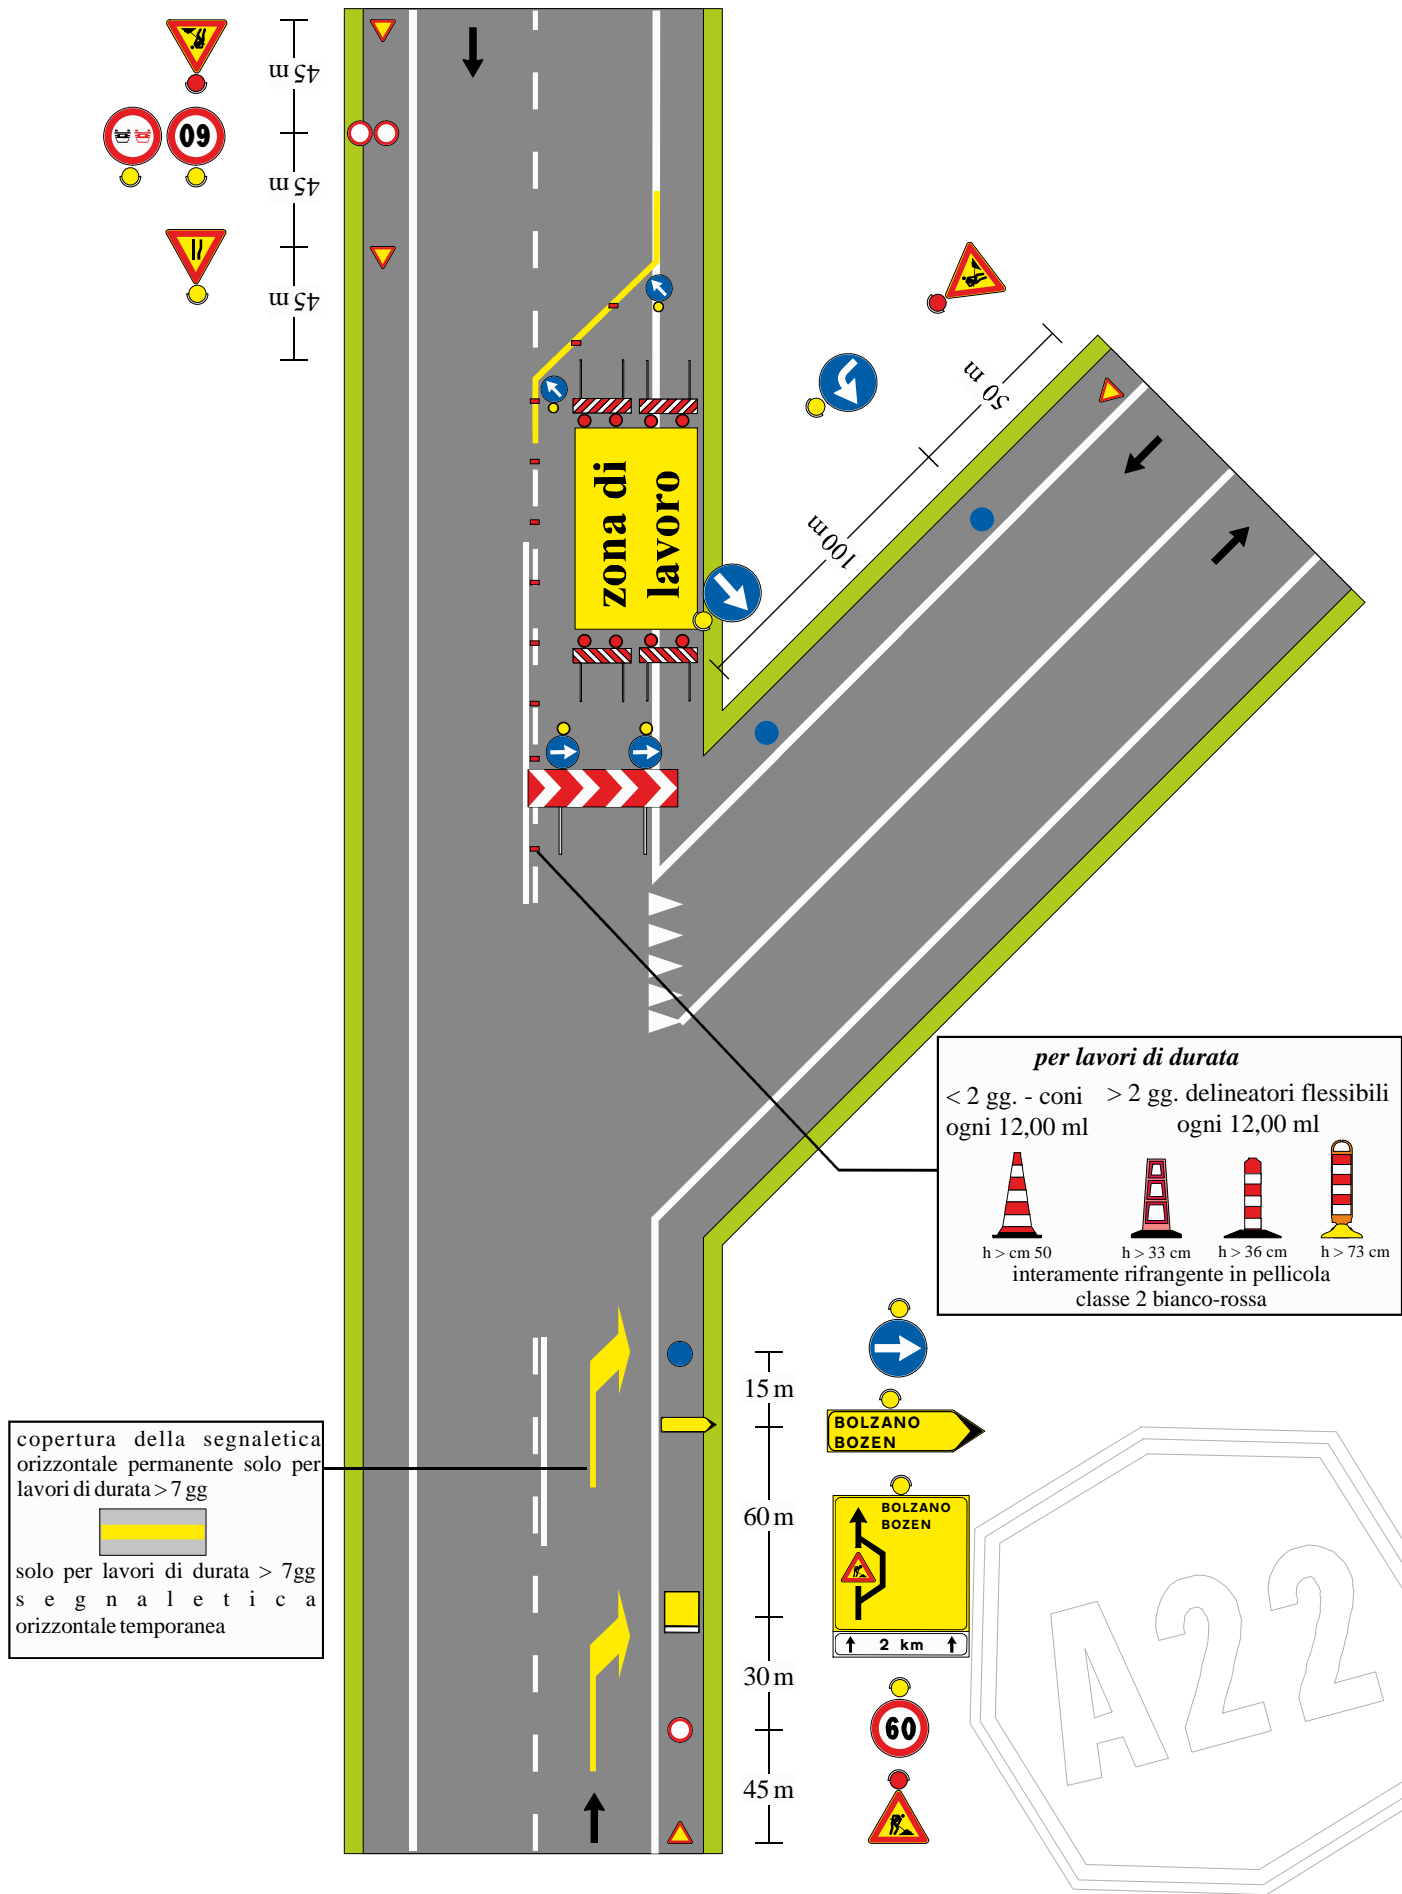 45 m
60
45 m
45 m
50 m
100 m
zona di
lavoro
per lavori di durata
< 2 gg. - coni
ogni 12,00 ml
> 2 gg. delineatori flessibili
ogni 12,00 ml
h > cm 50
h > 33 cm
h > 36 cm
h > 73 cm
interamente rifrangente in pellicola
classe 2 bianco-rossa
15 m
BOLZANO
BOZEN
copertura della segnaletica
orizzontale permanente solo per
lavori di durata > 7 gg
solo per lavori di durata > 7gg
segnaletica
orizzontale temporanea
60 m
BOLZANO
BOZEN
2 km
30 m
60
45 m
A22